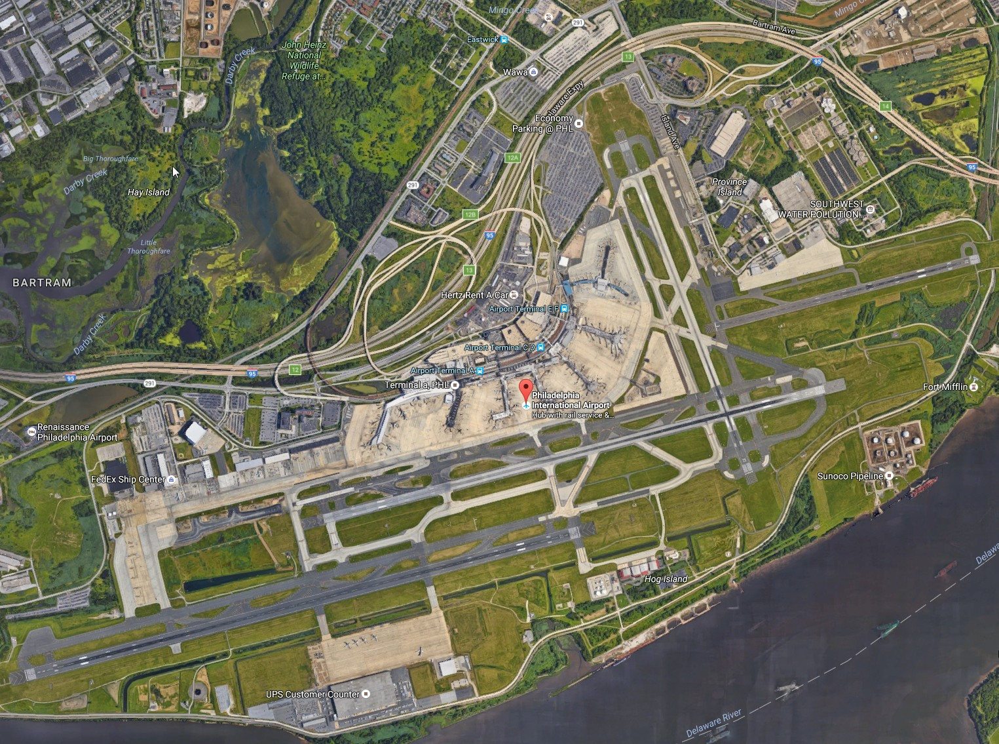 Mingo Creek
291
Mingo Cr
Bartram Ave
Eastwick
John Heinz
National
Wildlife
Refuge at...
Darby Creek
13
95
Wawa
Delaware Expy
14
Economy
Parking @ PHL
Island Ave
Big Thoroughfare
12A
Darby Creek
95
Hay Island
291
Province
Island
SOUTHWEST
WATER POLLUTION...
12B
95
Little
Thoroughfare
13
BARTRAM
Hertz Rent A Car
Airport Terminal E F
Darby Creek
Airport Terminal C D
12
Airport Terminal A
95
95
291
Terminal a, PHL
Fort Mifflin
Philadelphia
International Airport
Hub with rail service &...
Renaissance
Philadelphia Airport
FedEx Ship Center
Sunoco Pipeline
Delawa
Hog Island
UPS Customer Counter
Delaware River